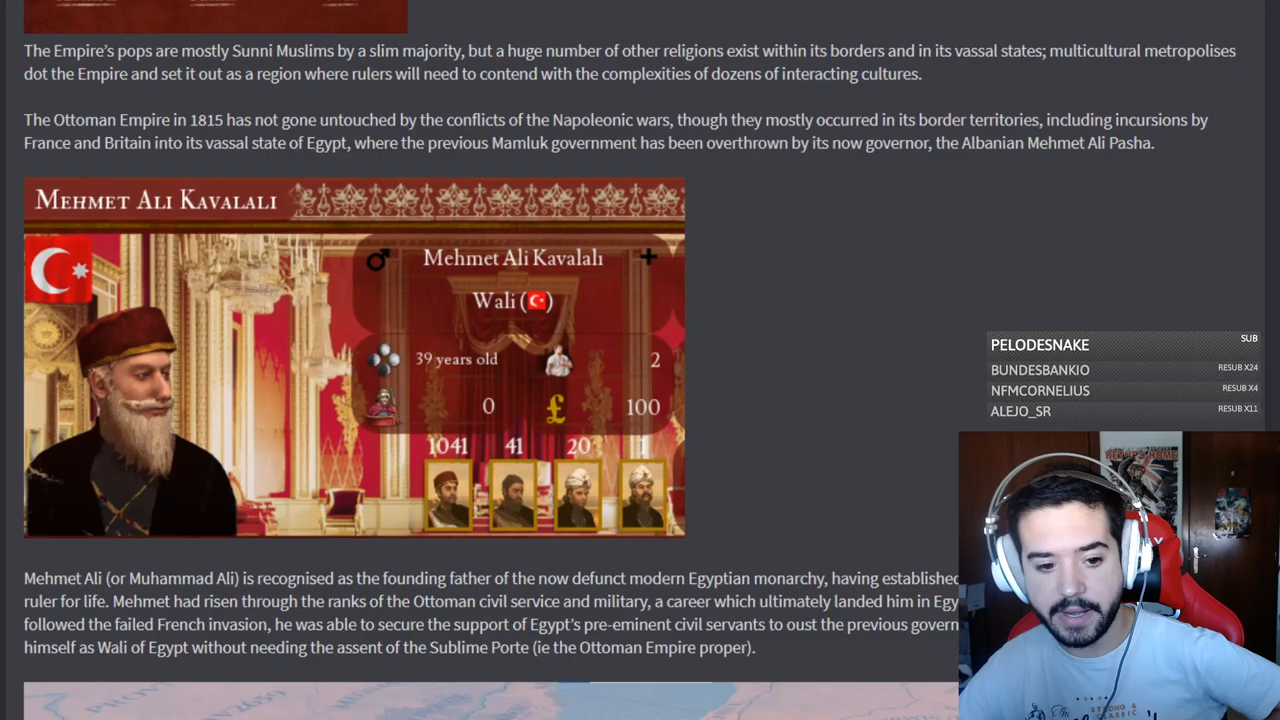 The Empire's pops are mostly Sunni Muslims by a slim majority, but a huge number of other religions exist within its borders and in its vassal states; multicultural metropolises
dot the Empire and set it out as a region where rulers will need to contend with the complexities of dozens of interacting cultures.
The Ottoman Empire in 1815 has not gone untouched by the conflicts of the Napoleonic wars, though they mostly occurred in its border territories, including incursions by
France and Britain into its vassal state of Egypt, where the previous Mamluk government has been overthrown by its now governor, the Albanian Mehmet Ali Pasha.
Mehmet Ali Kavalali
Mehmet Ali Kavalalı
Wali ( )
39 years old
2
0
£
100
1041 41 20 1
PELODESNAKE SUB
BUNDESBANKIO RESUB X24
NFMCORNELIUS RESUB X4
ALEJO_SR RESUB X11
Mehmet Ali (or Muhammad Ali) is recognised as the founding father of the now defunct modern Egyptian monarchy, having established
ruler for life. Mehmet had risen through the ranks of the Ottoman civil service and military, a career which ultimately landed him in Egy
followed the failed French invasion, he was able to secure the support of Egypt's pre-eminent civil servants to oust the previous govern
himself as Wali of Egypt without needing the assent of the Sublime Porte (ie the Ottoman Empire proper).